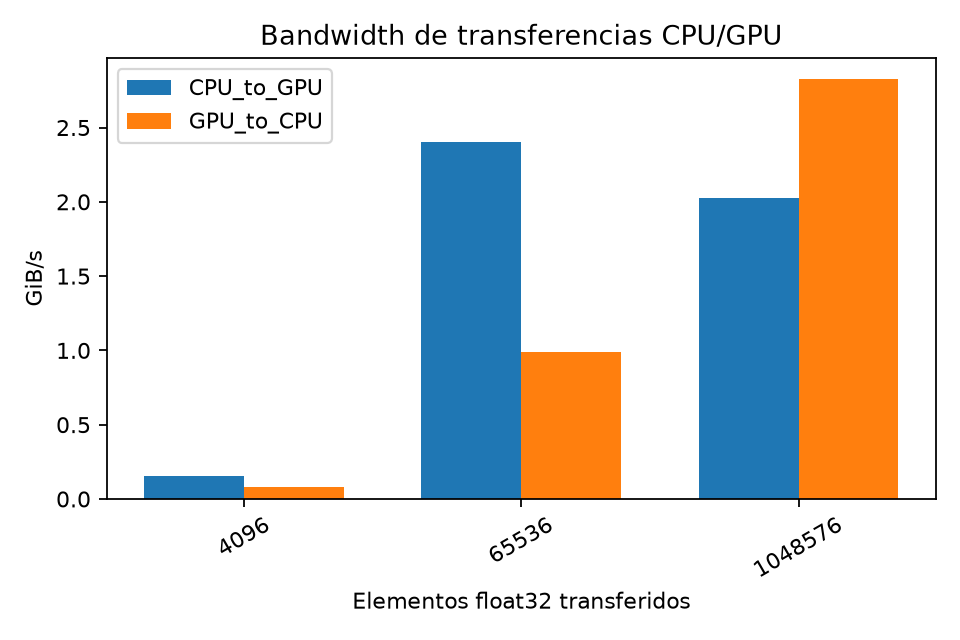 Bandwidth de transferencias CPU/GPU
CPU_to_GPU
GPU_to_CPU
GiB/s
2.5
2.0
1.5
1.0
0.5
0.0
4096
65536
1048576
Elementos float32 transferidos